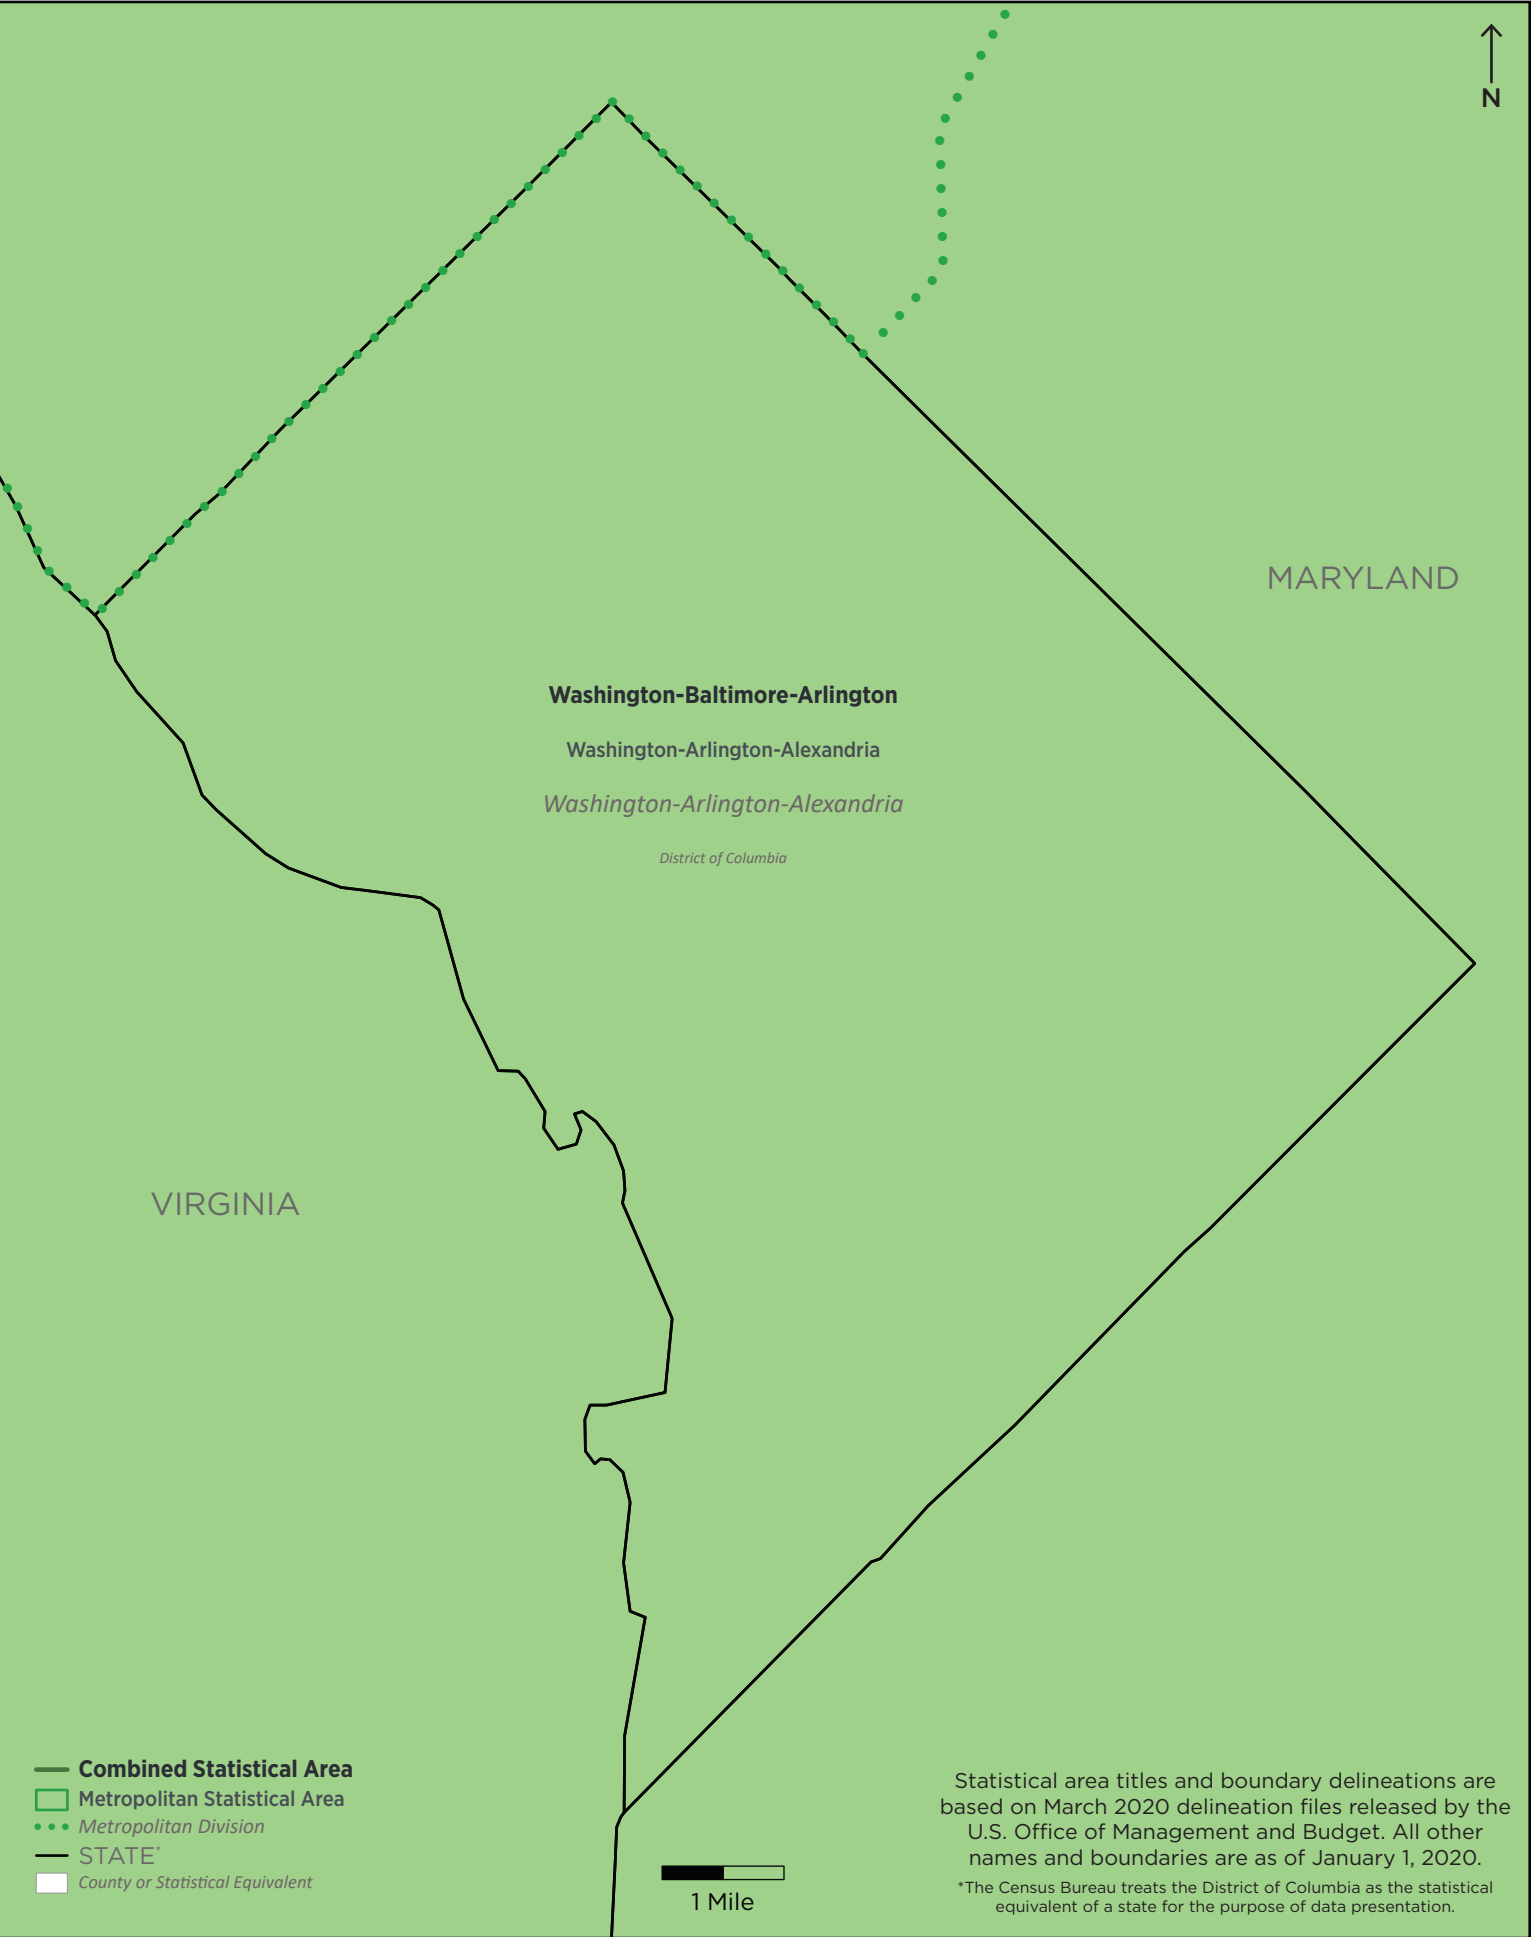 N
MARYLAND
Washington-Baltimore-Arlington
Washington-Arlington-Alexandria
Washington-Arlington-Alexandria
District of Columbia
VIRGINIA
Combined Statistical Area
Metropolitan Statistical Area
Metropolitan Division
STATE*
County or Statistical Equivalent
1 Mile
Statistical area titles and boundary delineations are
based on March 2020 delineation files released by the
U.S. Office of Management and Budget. All other
names and boundaries are as of January 1, 2020.
*The Census Bureau treats the District of Columbia as the statistical
equivalent of a state for the purpose of data presentation.